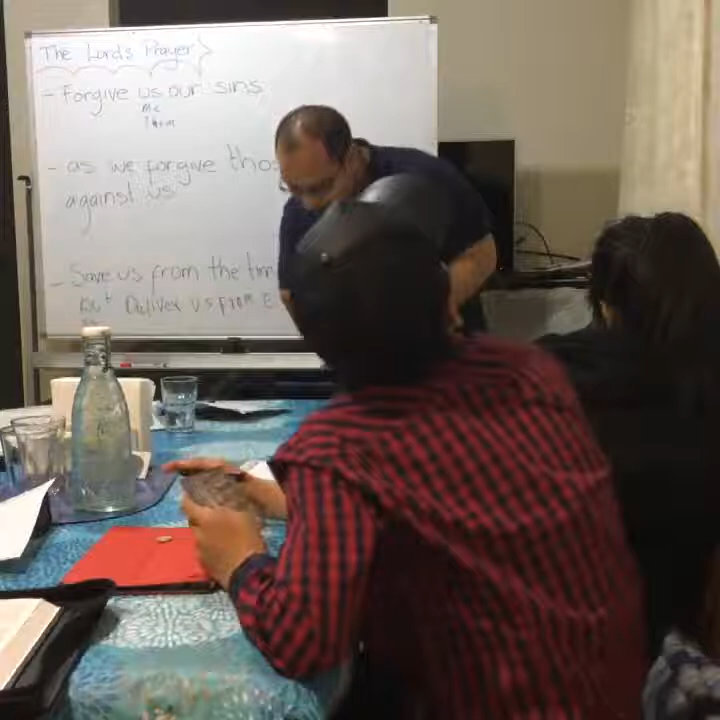 The Lord's Prayer
- Forgive us our sins
me
Them
- as we forgive thos
against us
- Save us from the tim
But Deliver us from E